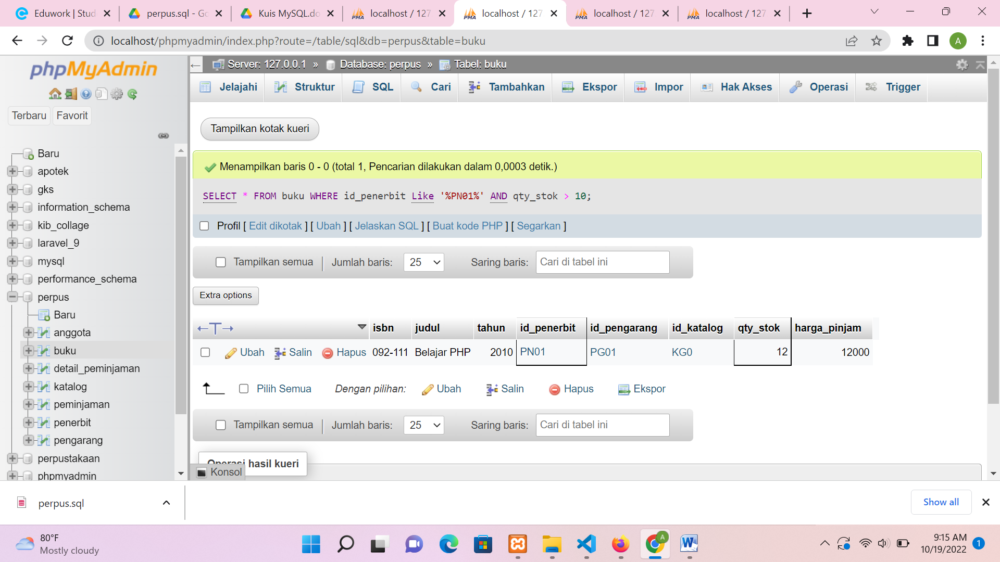 Eduwork | Stud
perpus.sql - Go
Kuis MySQL.do
localhost / 127
localhost / 127
localhost / 127
localhost / 127
localhost/phpmyadmin/index.php?route=/table/sql&db=perpus&table=buku
A
phpMyAdmin
Terbaru Favorit
Baru
apotek
gks
information_schema
kib_collage
laravel_9
mysql
performance_schema
perpus
Baru
anggota
buku
detail_peminjaman
katalog
peminjaman
penerbit
pengarang
perpustakaan
phpmyadmin
Server: 127.0.0.1 » Database: perpus » Tabel: buku
Jelajahi Struktur SQL Cari Tambahkan Ekspor Impor Hak Akses Operasi Trigger
Tampilkan kotak kueri
Menampilkan baris 0 - 0 (total 1, Pencarian dilakukan dalam 0,0003 detik.)
SELECT * FROM buku WHERE id_penerbit Like '%PN01%' AND qty_stok > 10;
Profil [ Edit dikotak ] [ Ubah ] [ Jelaskan SQL ] [ Buat kode PHP ] [ Segarkan ]
Tampilkan semua | Jumlah baris: 25 Saring baris: Cari di tabel ini
Extra options
←T→ isbn judul tahun id_penerbit id_pengarang id_katalog qty_stok harga_pinjam
Ubah Salin Hapus 092-111 Belajar PHP 2010 PN01 PG01 KG0 12 12000
Pilih Semua Dengan pilihan: Ubah Salin Hapus Ekspor
Tampilkan semua | Jumlah baris: 25 Saring baris: Cari di tabel ini
Operasi hasil kueri
Konsol
perpus.sql
Show all
80°F
Mostly cloudy
A
9:15 AM
10/19/2022
1